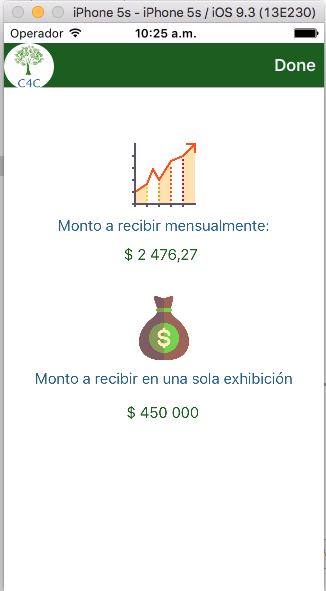 iPhone 5s - iPhone 5s / iOS 9.3 (13E230)
Operador 10:25 a.m.
C4C
Done
Monto a recibir mensualmente:
$ 2 476,27
$
Monto a recibir en una sola exhibición
$ 450 000